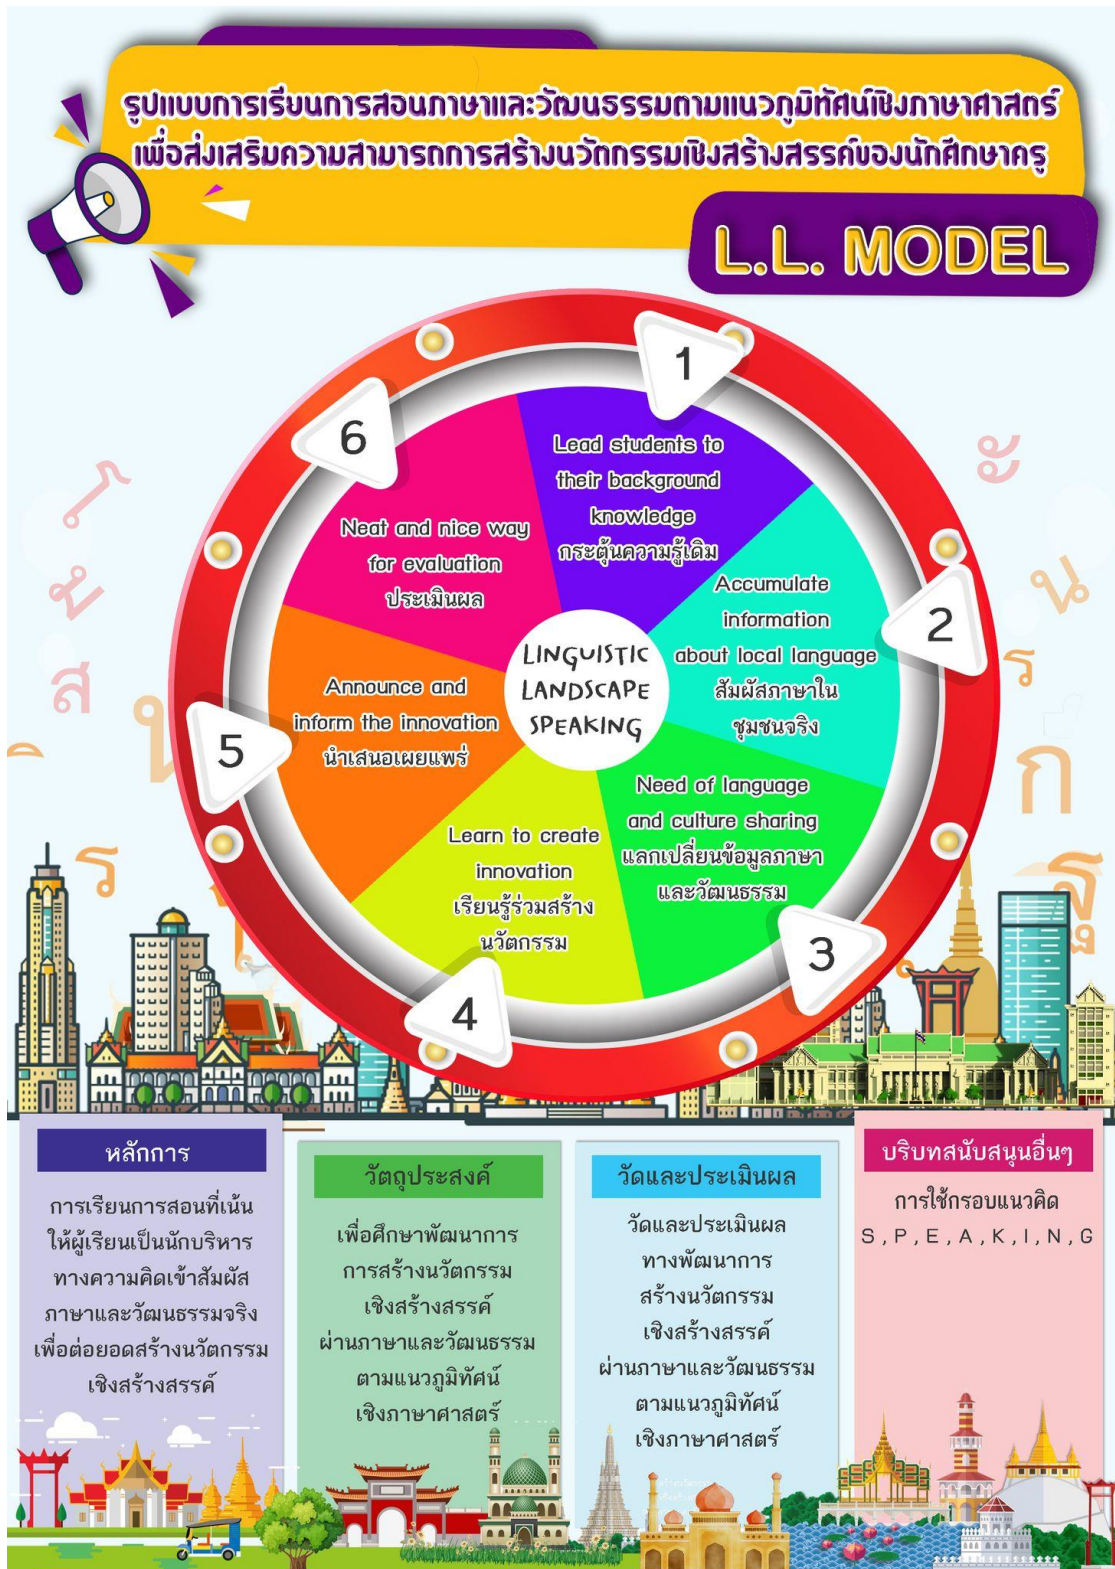 รูปแบบการเรียนการสอนภาษาและวัฒนธรรมตามแนวภูมิทัศน์เชิงภาษาศาสตร์
เพื่อส่งเสริมความสามารถการสร้างนวัตกรรมเชิงสร้างสรรค์ของนักศึกษาครู
L.L. MODEL
1
Lead students to
their background
knowledge
กระตุ้นความรู้เดิม
2
Accumulate
information
about local language
สัมผัสภาษาใน
ชุมชนจริง
3
Need of language
and culture sharing
แลกเปลี่ยนข้อมูลภาษา
และวัฒนธรรม
4
Learn to create
innovation
เรียนรู้ร่วมสร้าง
นวัตกรรม
5
Announce and
inform the innovation
นำเสนอเผยแพร่
6
Neat and nice way
for evaluation
ประเมินผล
LINGUISTIC
LANDSCAPE
SPEAKING
หลักการ
การเรียนการสอนที่เน้น
ให้ผู้เรียนเป็นนักบริหาร
ทางความคิดเข้าสัมผัส
ภาษาและวัฒนธรรมจริง
เพื่อต่อยอดสร้างนวัตกรรม
เชิงสร้างสรรค์
วัตถุประสงค์
เพื่อศึกษาพัฒนาการ
การสร้างนวัตกรรม
เชิงสร้างสรรค์
ผ่านภาษาและวัฒนธรรม
ตามแนวภูมิทัศน์
เชิงภาษาศาสตร์
วัดและประเมินผล
วัดและประเมินผล
ทางพัฒนาการ
สร้างนวัตกรรม
เชิงสร้างสรรค์
ผ่านภาษาและวัฒนธรรม
ตามแนวภูมิทัศน์
เชิงภาษาศาสตร์
บริบทสนับสนุนอื่นๆ
การใช้กรอบแนวคิด
S , P , E , A , K , I , N , G